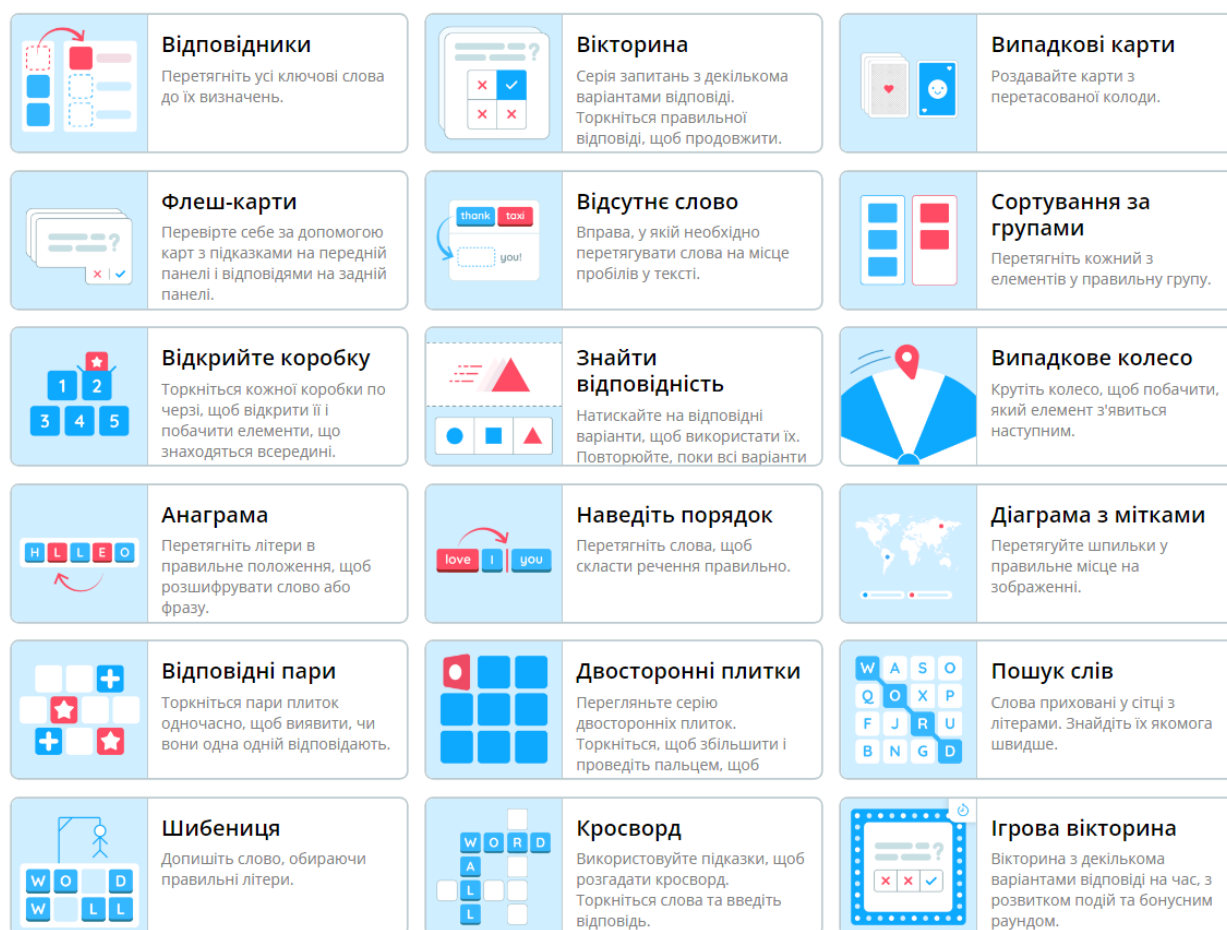 Відповідники
Перетягніть усі ключові слова
до їх визначень.
Вікторина
Серія запитань з декількома
варіантами відповіді.
Торкніться правильної
відповіді, щоб продовжити.
Випадкові карти
Роздавайте карти з
перетасованої колоди.
Флеш-карти
Перевірте себе за допомогою
карт з підказками на передній
панелі і відповідями на задній
панелі.
thank taxi
you!
Відсутнє слово
Вправа, у якій необхідно
перетягувати слова на місце
пробілів у тексті.
Сортування за
групами
Перетягніть кожний з
елементів у правильну групу.
1 2
3 4 5
Відкрийте коробку
Торкніться кожної коробки по
черзі, щоб відкрити її і
побачити елементи, що
знаходяться всередині.
Знайти
відповідність
Натискайте на відповідні
варіанти, щоб використати їх.
Повторюйте, поки всі варіанти
Випадкове колесо
Крутіть колесо, щоб побачити,
який елемент з'явиться
наступним.
H L L E O
Анаграма
Перетягніть літери в
правильне положення, щоб
розшифрувати слово або
фразу.
love I you
Наведіть порядок
Перетягніть слова, щоб
скласти речення правильно.
Діаграма з мітками
Перетягуйте шпильки у
правильне місце на
зображенні.
Відповідні пари
Торкніться пари плиток
одночасно, щоб виявити, чи
вони одна одній відповідають.
Двосторонні плитки
Перегляньте серію
двосторонніх плиток.
Торкніться, щоб збільшити і
проведіть пальцем, щоб
W A S O
Q O X P
F J R U
B N G D
Пошук слів
Слова приховані у сітці з
літерами. Знайдіть їх якомога
швидше.
W O D
W L L
Шибениця
Допишіть слово, обираючи
правильні літери.
W O R D
A
L
L
Кросворд
Використовуйте підказки, щоб
розгадати кросворд.
Торкніться слова та введіть
відповідь.
Ігрова вікторина
Вікторина з декількома
варіантами відповіді на час, з
розвитком подій та бонусним
раундом.